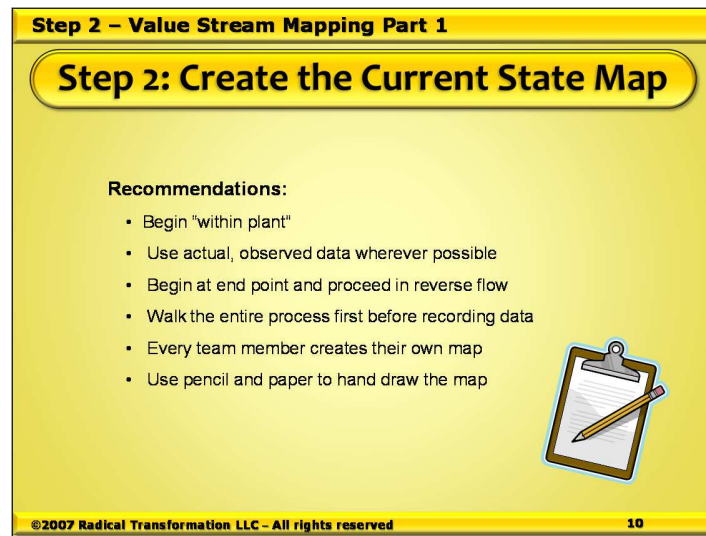 Step 2 – Value Stream Mapping Part 1
Step 2: Create the Current State Map
Recommendations:
• Begin "within plant"
• Use actual, observed data wherever possible
• Begin at end point and proceed in reverse flow
• Walk the entire process first before recording data
• Every team member creates their own map
• Use pencil and paper to hand draw the map
©2007 Radical Transformation LLC – All rights reserved 10